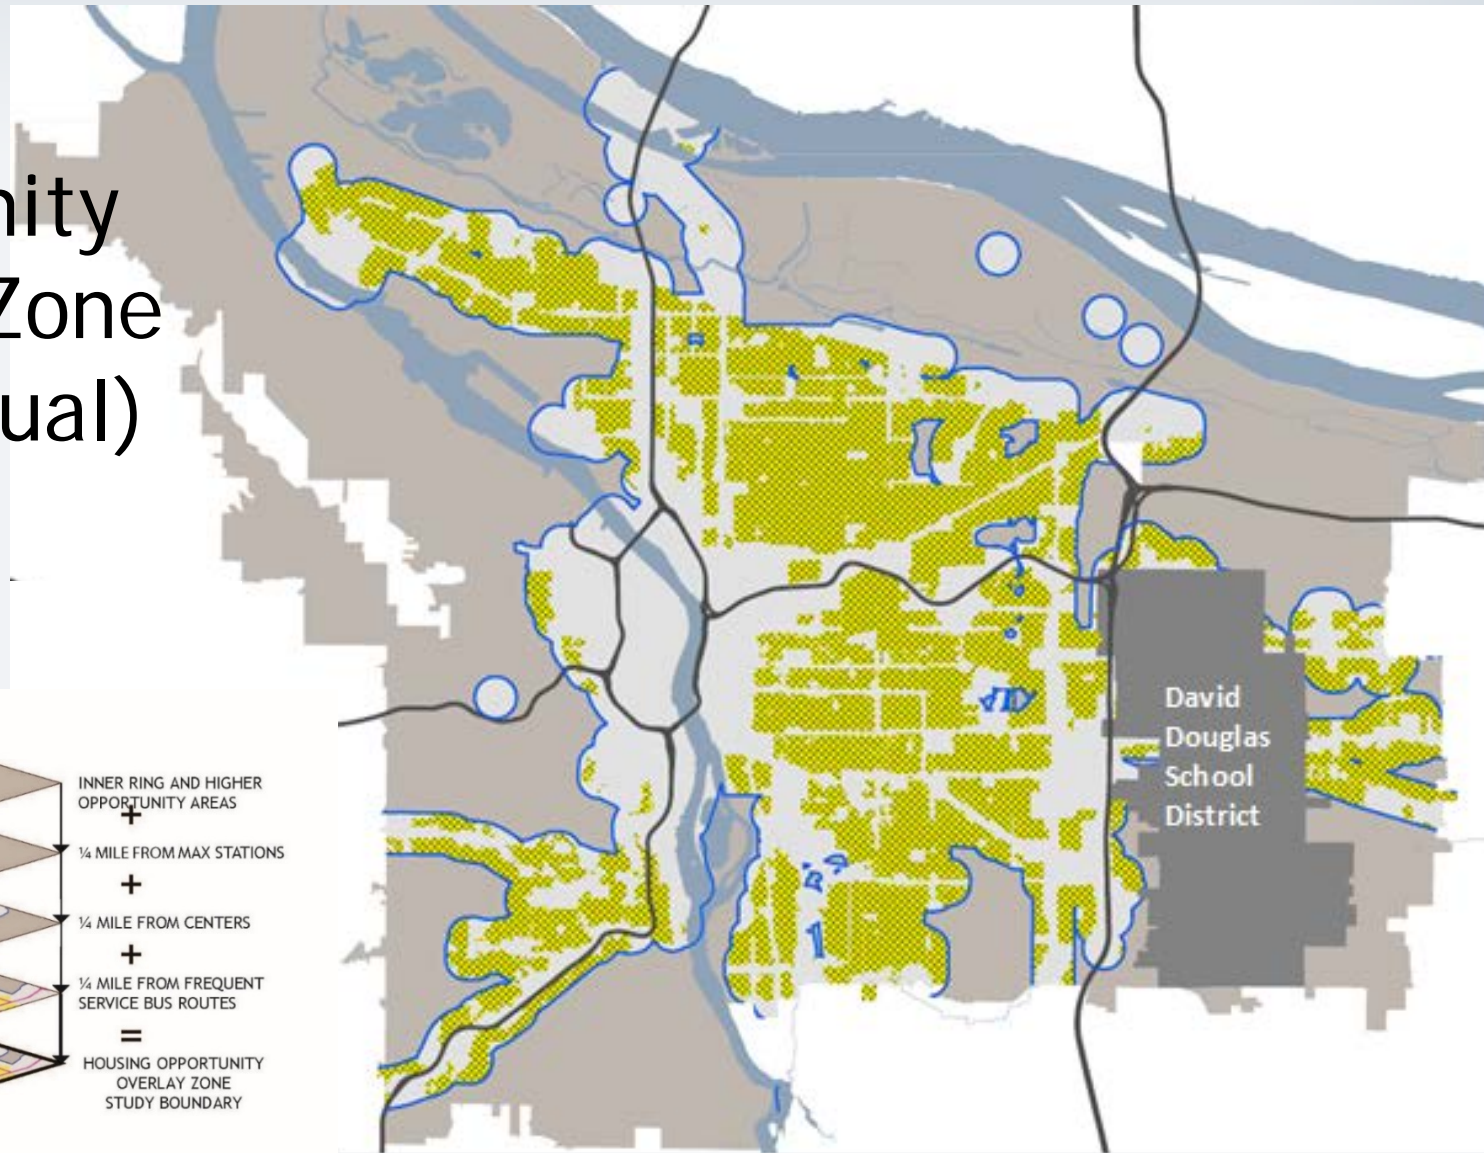 nity
Zone
ual)
David
Douglas
School
District
INNER RING AND HIGHER
OPPORTUNITY AREAS
+
¼ MILE FROM MAX STATIONS
+
¼ MILE FROM CENTERS
+
¼ MILE FROM FREQUENT
SERVICE BUS ROUTES
=
HOUSING OPPORTUNITY
OVERLAY ZONE
STUDY BOUNDARY